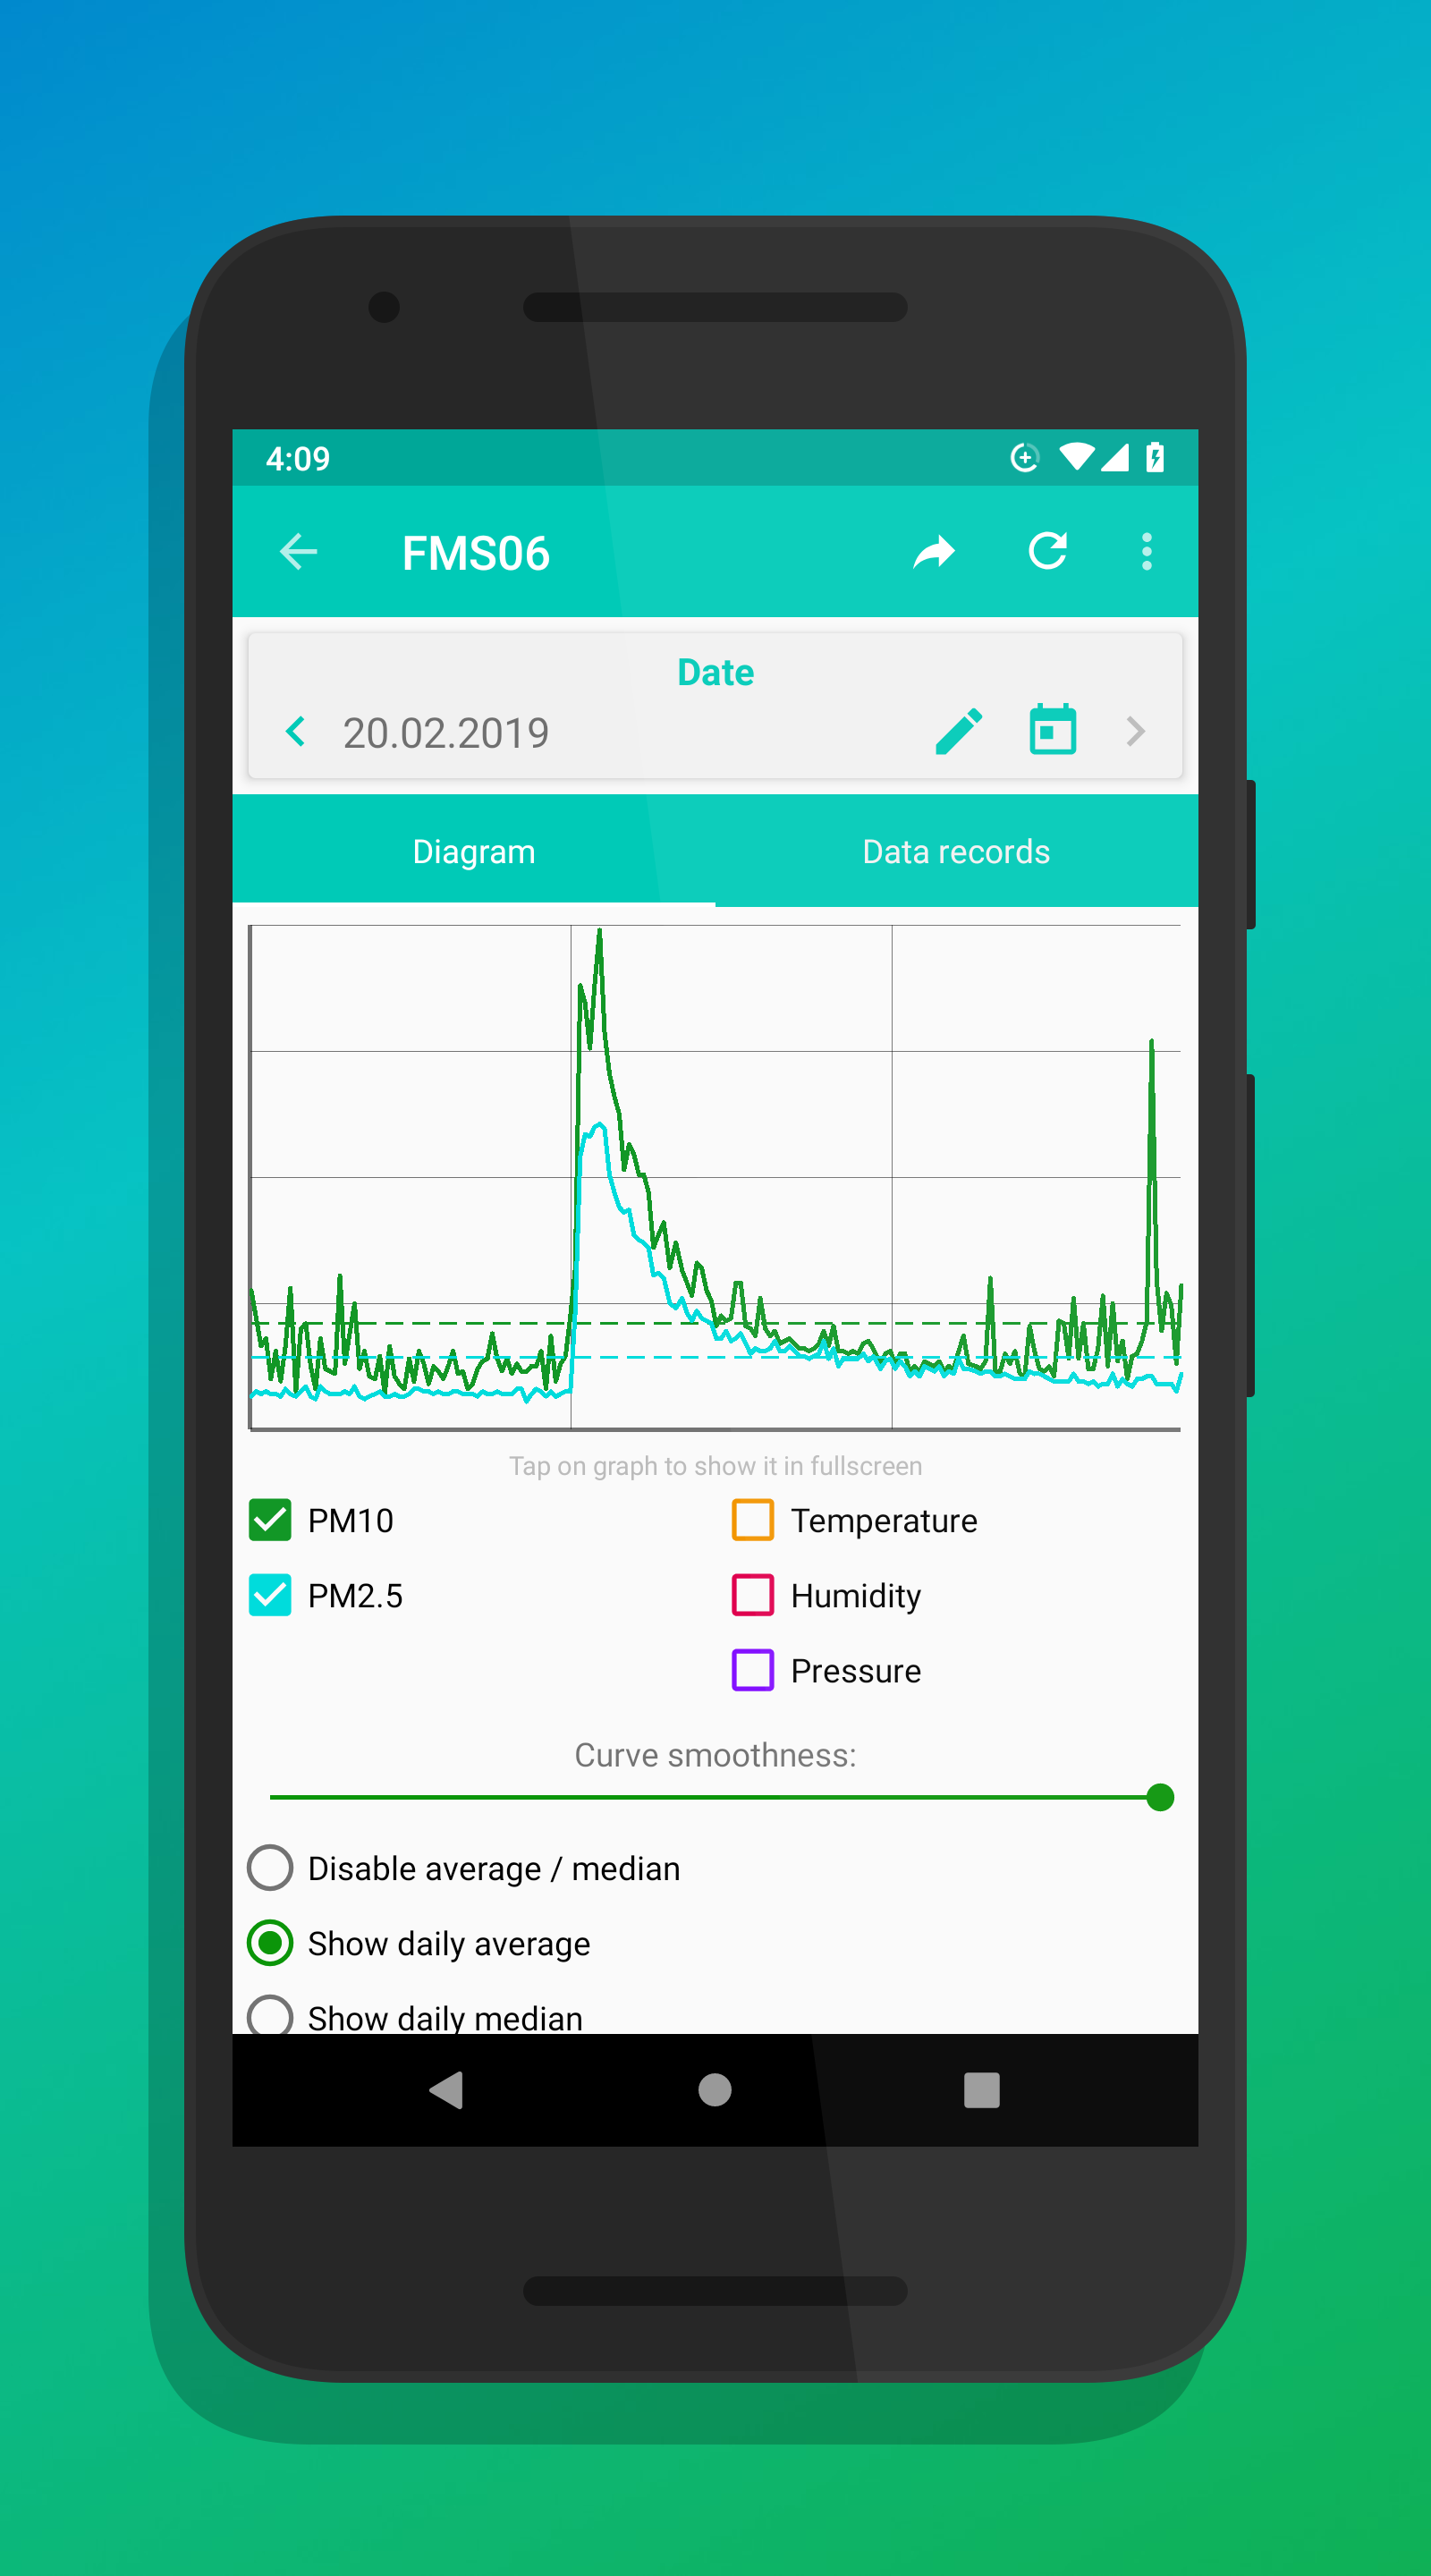 4:09
FMS06
Date
20.02.2019
Diagram
Data records
Tap on graph to show it in fullscreen
PM10
Temperature
PM2.5
Humidity
Pressure
Curve smoothness:
Disable average / median
Show daily average
Show daily median